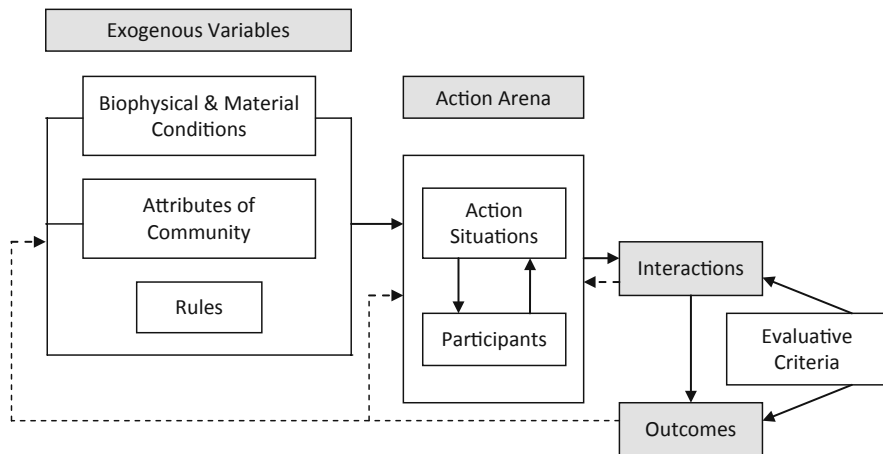 Exogenous Variables
Biophysical & Material
Conditions
Attributes of
Community
Rules
Action Arena
Action
Situations
Participants
Interactions
Evaluative
Criteria
Outcomes